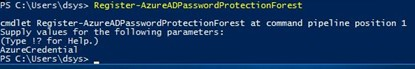 PS C:\Users\dsys> Register-AzureADPasswordProtectionForest
cmdlet Register-AzureADPasswordProtectionForest at command pipeline position 1
Supply values for the following parameters:
(Type !? for Help.)
AzureCredential
PS C:\Users\dsys> _